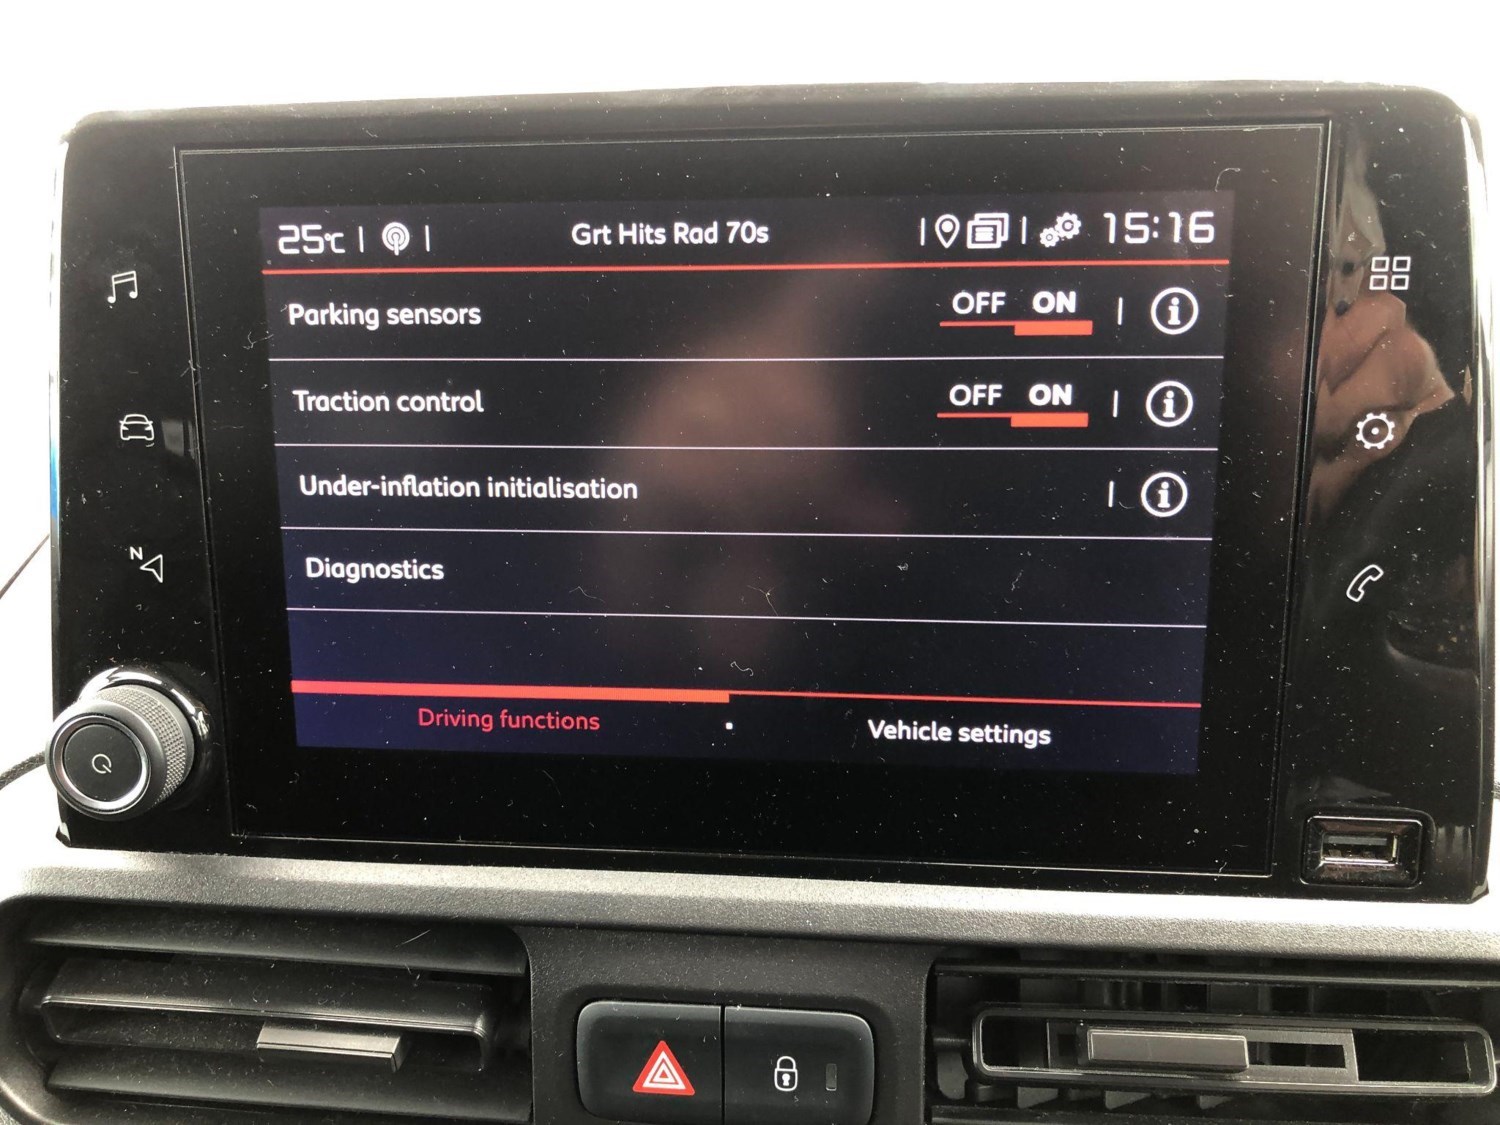 25°C
Grt Hits Rad 70s
15:16
Parking sensors OFF ON
Traction control OFF ON
Under-inflation initialisation
Diagnostics
Driving functions
Vehicle settings
N